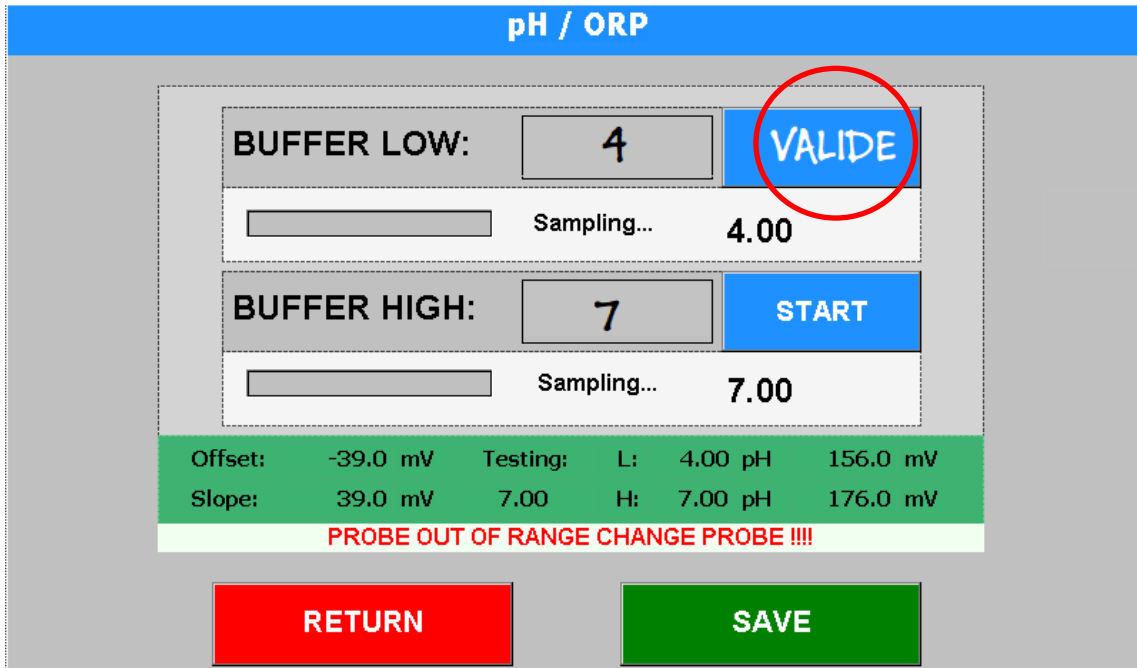 pH / ORP
BUFFER LOW: 4 VALIDE
Sampling... 4.00
BUFFER HIGH: 7 START
Sampling... 7.00
Offset: -39.0 mV Testing: L: 4.00 pH 156.0 mV
Slope: 39.0 mV 7.00 H: 7.00 pH 176.0 mV
PROBE OUT OF RANGE CHANGE PROBE !!!!
RETURN SAVE